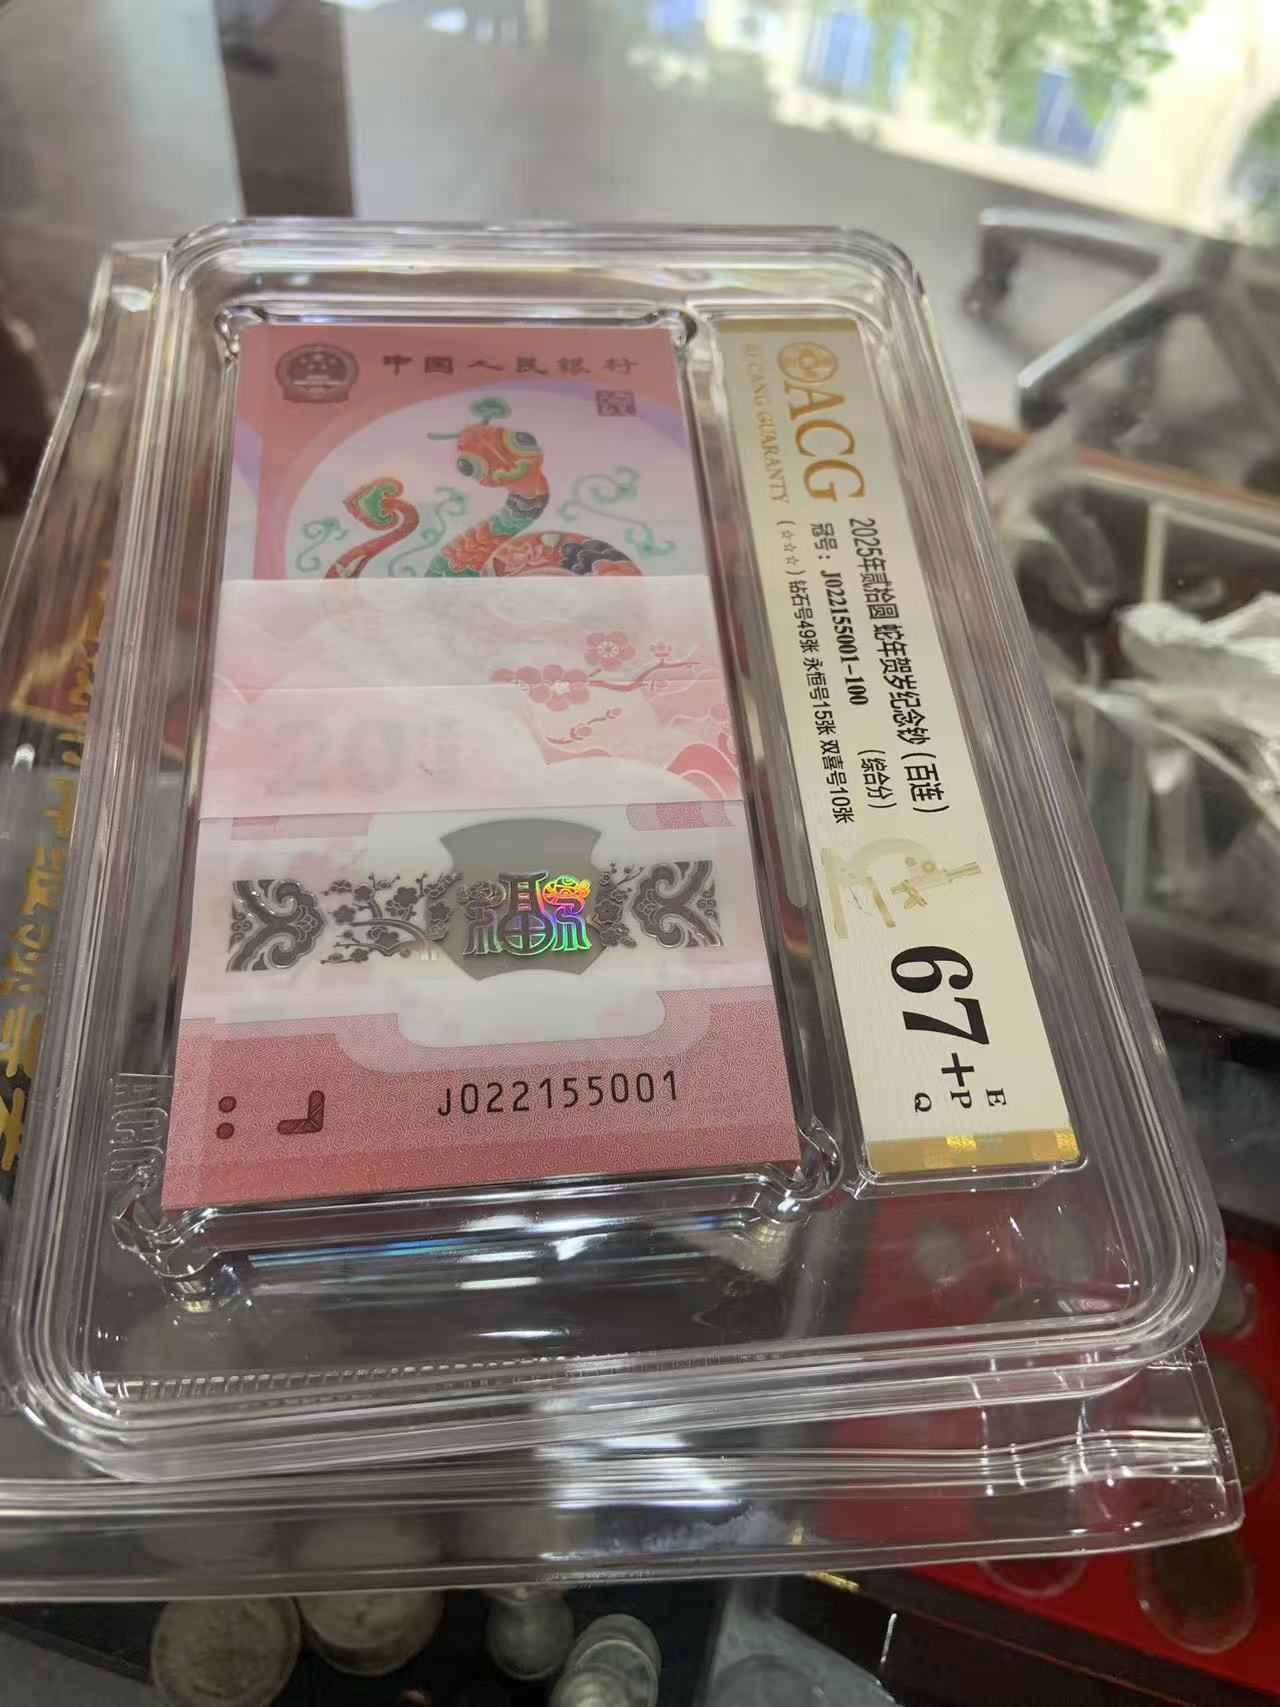 中国人民银行
J022155001
ACG
AI CANG GUARANTY
2025年贰拾圆 蛇年贺岁纪念钞(百连)
冠号:J022155001-100 (综合分)
(☆☆☆)钻石号49张 永恒号15张 双喜号10张
67+
E
P
Q
ACG